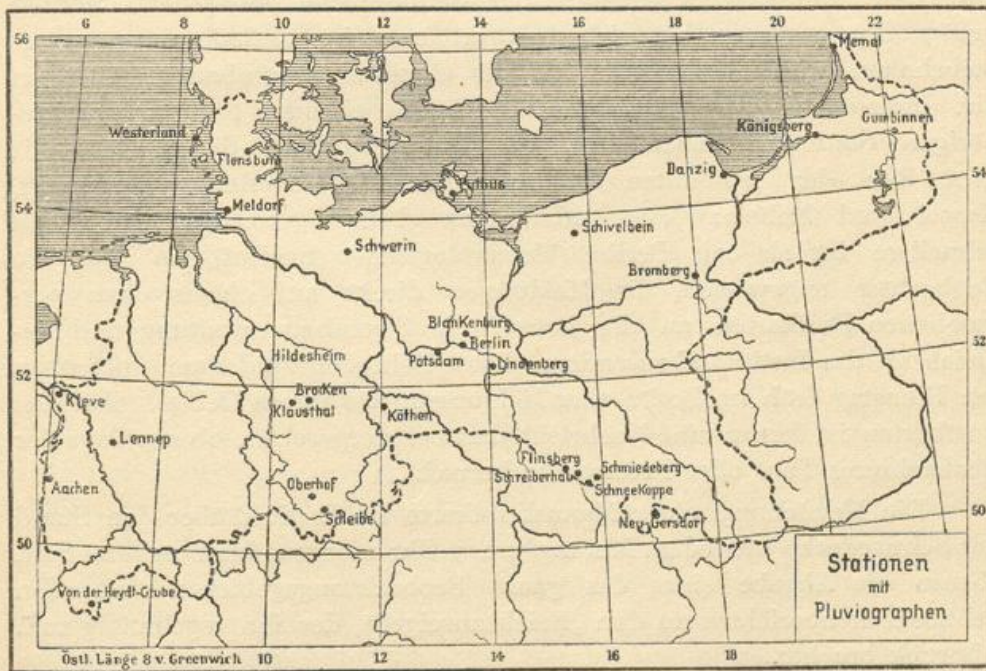 6 8 10 12 14 16 18 20 22
56
Memel
Westerland
Königsberg
Gumbinnen
Flensburg
Danzig
54
Putbus
54
Meldorf
Schivelbein
Schwerin
Bromberg
Blankenburg
Berlin
Hildesheim
Potsdam
Lindenberg
52
52
Kleve
Brocken
Klausthal
Köthen
Lennep
Flinsberg
Schmiedeberg
Schreiberhau
Schneekoppe
Aachen
Oberhof
Neu-Gersdorf
50
Schleibe
50
Stationen
mit
Pluviographen
Von der Heydt-Grube
Östl. Länge 8 v. Greenwich 10 12 14 16 18